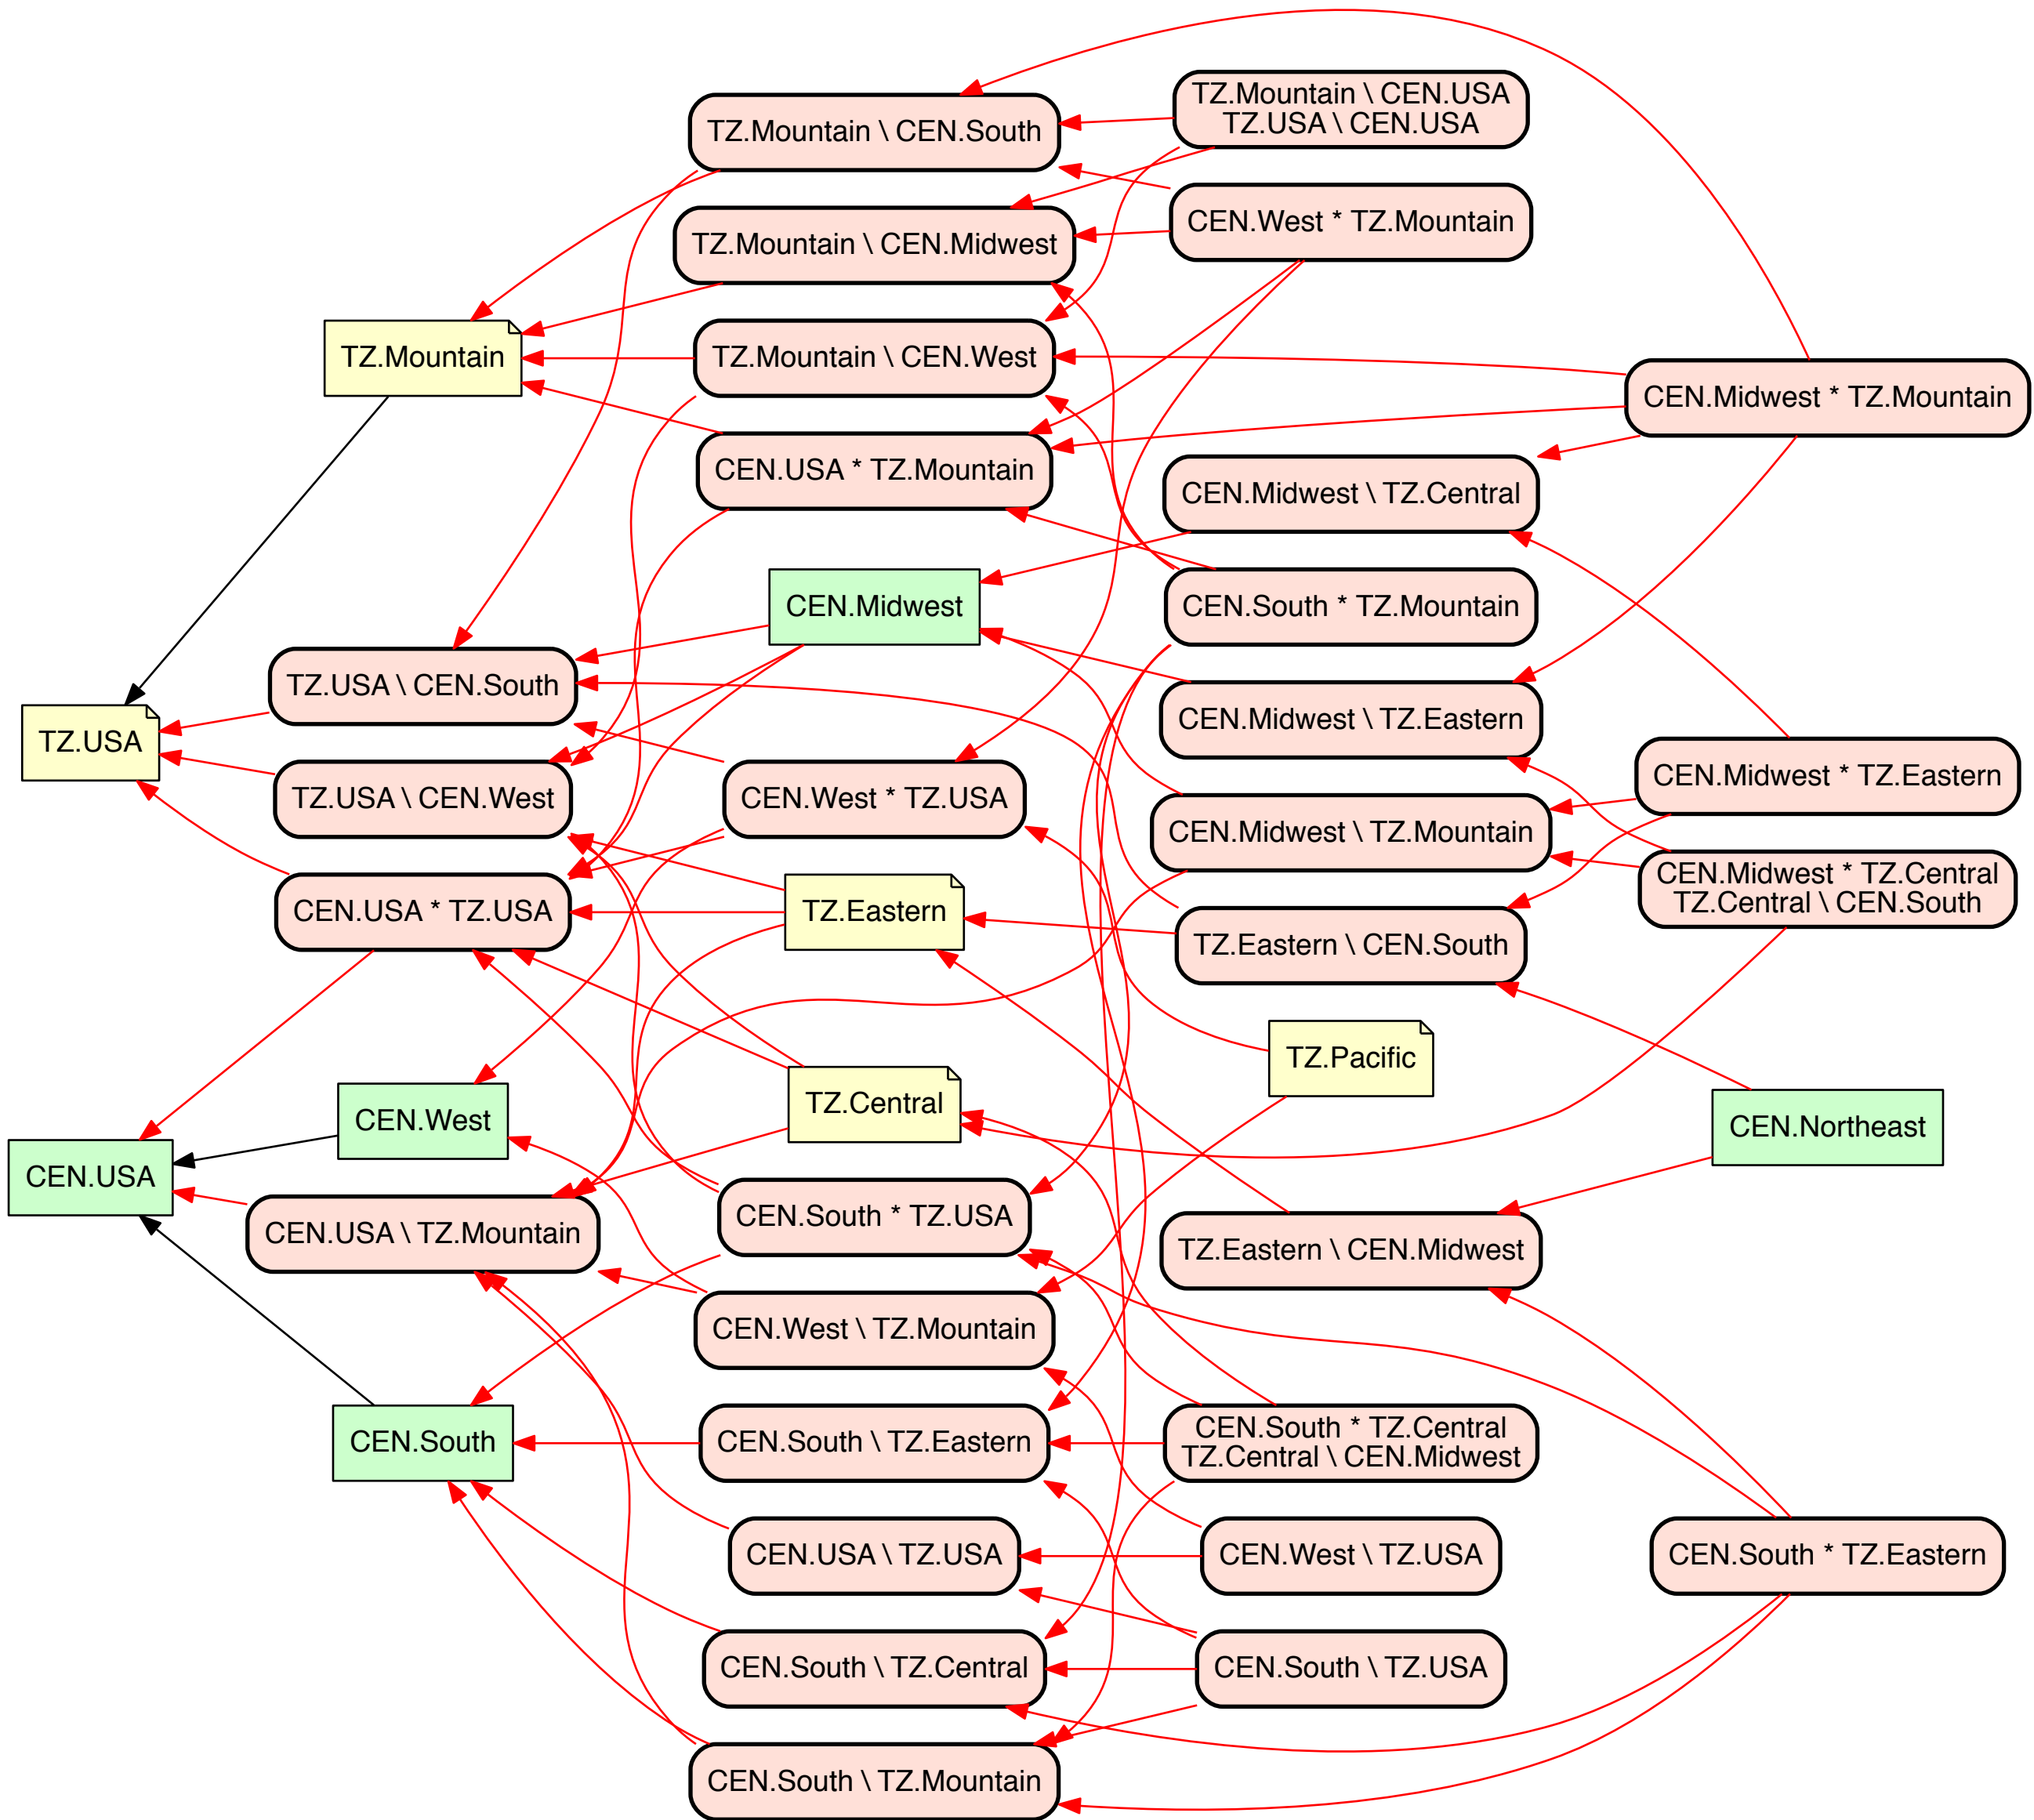 TZ.Mountain \ CEN.USA
TZ.USA \ CEN.USA
TZ.Mountain \ CEN.South
CEN.West * TZ.Mountain
TZ.Mountain \ CEN.Midwest
TZ.Mountain
TZ.Mountain \ CEN.West
CEN.Midwest * TZ.Mountain
CEN.USA * TZ.Mountain
CEN.Midwest \ TZ.Central
CEN.Midwest
CEN.South * TZ.Mountain
TZ.USA \ CEN.South
CEN.Midwest \ TZ.Eastern
TZ.USA
CEN.Midwest * TZ.Eastern
TZ.USA \ CEN.West
CEN.West * TZ.USA
CEN.Midwest \ TZ.Mountain
CEN.Midwest * TZ.Central
TZ.Central \ CEN.South
CEN.USA * TZ.USA
TZ.Eastern
TZ.Eastern \ CEN.South
TZ.Pacific
TZ.Central
CEN.West
CEN.Northeast
CEN.USA
CEN.South * TZ.USA
CEN.USA \ TZ.Mountain
TZ.Eastern \ CEN.Midwest
CEN.West \ TZ.Mountain
CEN.South
CEN.South \ TZ.Eastern
CEN.South * TZ.Central
TZ.Central \ CEN.Midwest
CEN.USA \ TZ.USA
CEN.West \ TZ.USA
CEN.South * TZ.Eastern
CEN.South \ TZ.Central
CEN.South \ TZ.USA
CEN.South \ TZ.Mountain